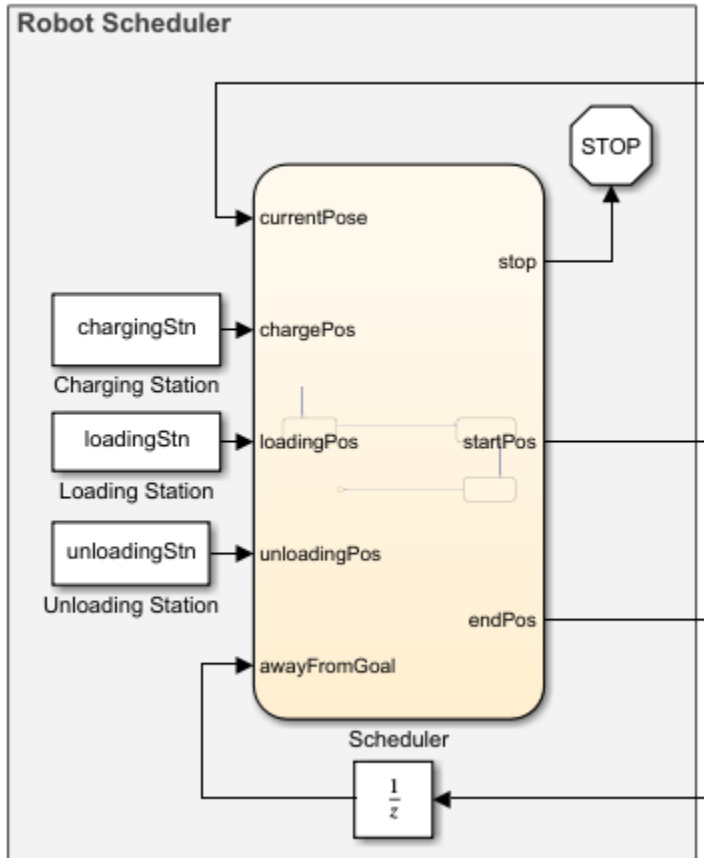 Robot Scheduler
STOP
currentPose
stop
chargingStn
chargePos
Charging Station
loadingStn
loadingPos
startPos
Loading Station
unloadingStn
unloadingPos
Unloading Station
endPos
awayFromGoal
Scheduler
1
z